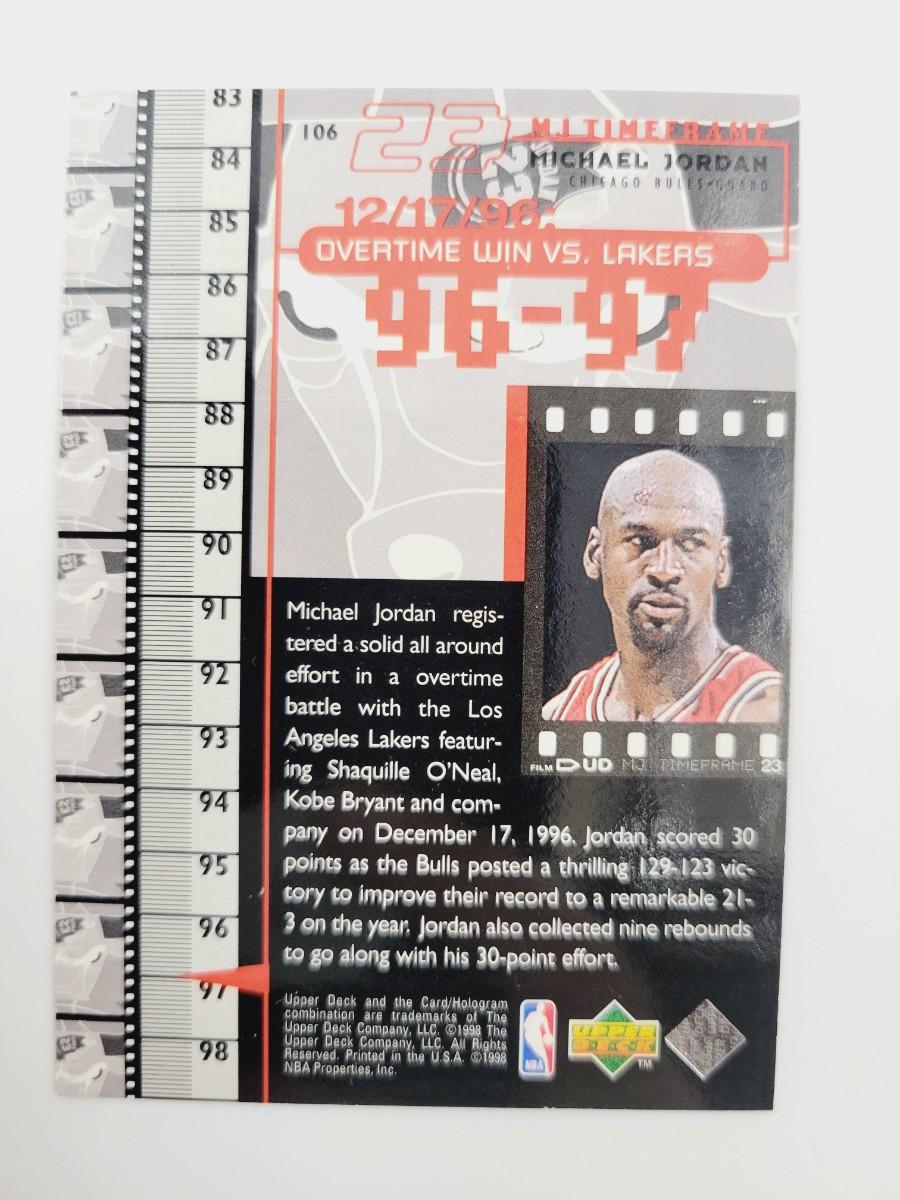 83
84
85
86
87
88
89
90
91
92
93
94
95
96
97
98
106
23
MJ TIMEFRAME
MICHAEL JORDAN
CHICAGO BULLS•GUARD
12/17/96:
OVERTIME WIN VS. LAKERS
96-97
Michael Jordan regis-
tered a solid all around
effort in a overtime
battle with the Los
Angeles Lakers featur-
ing Shaquille O'Neal,
Kobe Bryant and com-
pany on December 17, 1996. Jordan scored 30
points as the Bulls posted a thrilling 129-123 vic-
tory to improve their record to a remarkable 21-
3 on the year. Jordan also collected nine rebounds
to go along with his 30-point effort.
FILM UD MJ TIMEFRAME 23
Upper Deck and the Card/Hologram
combination are trademarks of The
Upper Deck Company, LLC. ©1998 The
Upper Deck Company, LLC. All Rights
Reserved. Printed in the U.S.A. ©1998
NBA Properties, Inc.
NBA
UPPER
DECK
TM